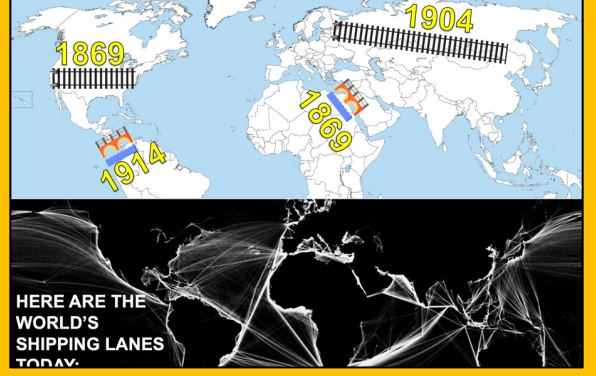 1904
1869
1869
1914
HERE ARE THE
WORLD'S
SHIPPING LANES
TODAY: